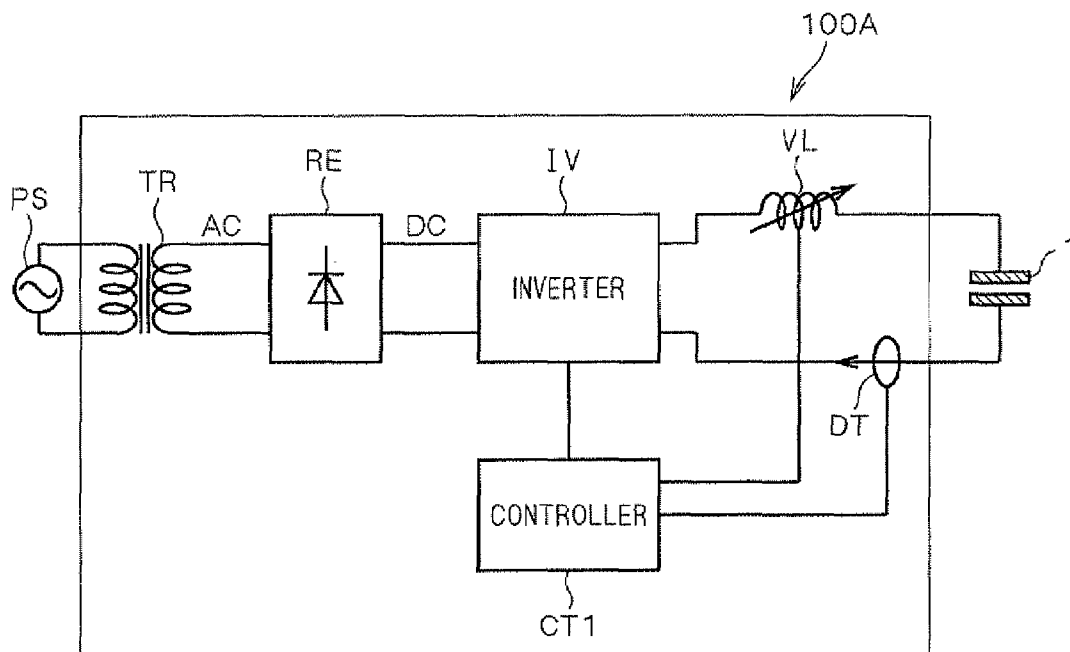 100A
PS
TR
AC
RE
DC
IV
VL
INVERTER
DT
CONTROLLER
CT1